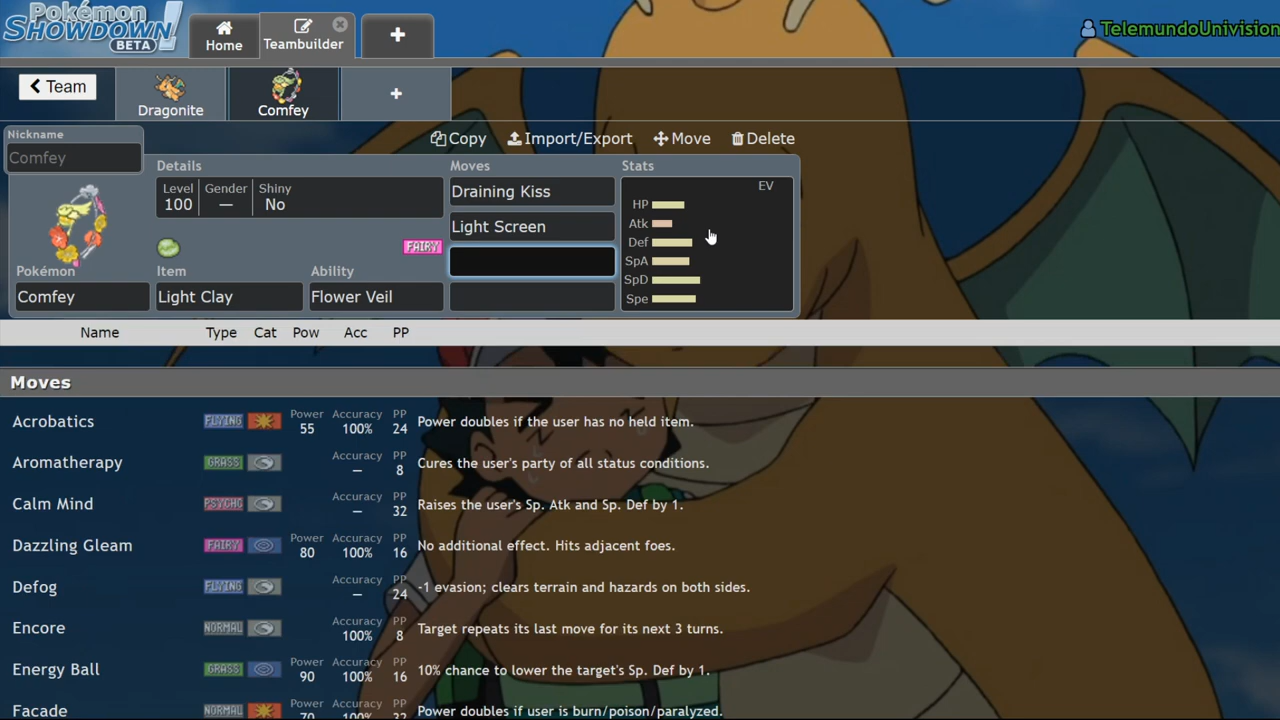 Pokémon
SHOWDOWN!
BETA
Home
Teambuilder
+
TelemundoUnivision
Team
Dragonite
Comfey
+
Nickname
Comfey
Copy
Import/Export
Move
Delete
Details
Moves
Stats
Level
Gender
Shiny
100
—
No
Draining Kiss
EV
HP
Atk
Light Screen
Def
FAIRY
SpA
Pokémon
Item
Ability
SpD
Comfey
Light Clay
Flower Veil
Spe
Name Type Cat Pow Acc PP
Moves
Acrobatics FLYING Power 55 Accuracy 100% PP 24 Power doubles if the user has no held item.
Aromatherapy GRASS Accuracy — PP 8 Cures the user's party of all status conditions.
Calm Mind PSYCHC Accuracy — PP 32 Raises the user's Sp. Atk and Sp. Def by 1.
Dazzling Gleam FAIRY Power 80 Accuracy 100% PP 16 No additional effect. Hits adjacent foes.
Defog FLYING Accuracy — PP 24 -1 evasion; clears terrain and hazards on both sides.
Encore NORMAL Accuracy 100% PP 8 Target repeats its last move for its next 3 turns.
Energy Ball GRASS Power 90 Accuracy 100% PP 16 10% chance to lower the target's Sp. Def by 1.
Facade NORMAL Power 70 Accuracy 100% PP 32 Power doubles if user is burn/poison/paralyzed.